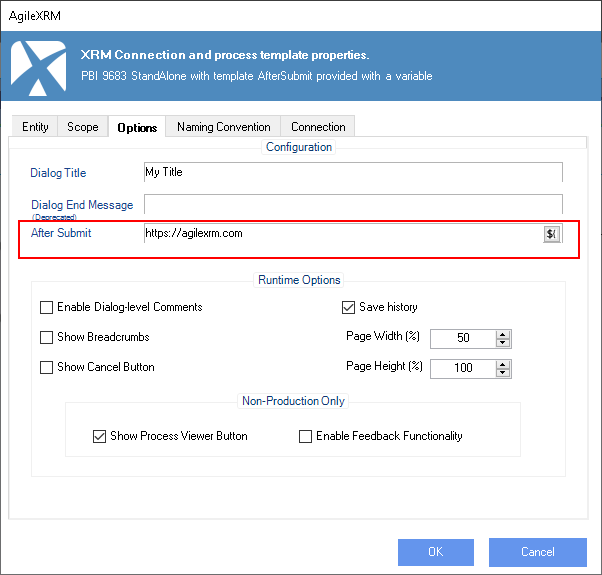 AgileXRM
XRM Connection and process template properties.
PBI 9683 StandAlone with template AfterSubmit provided with a variable
Entity Scope Options Naming Convention Connection
Configuration
Dialog Title My Title
Dialog End Message
(Deprecated)
After Submit https://agilexrm.com ${
Runtime Options
Enable Dialog-level Comments Save history
Show Breadcrumbs Page Width (%) 50
Show Cancel Button Page Height (%) 100
Non-Production Only
Show Process Viewer Button Enable Feedback Functionality
OK Cancel